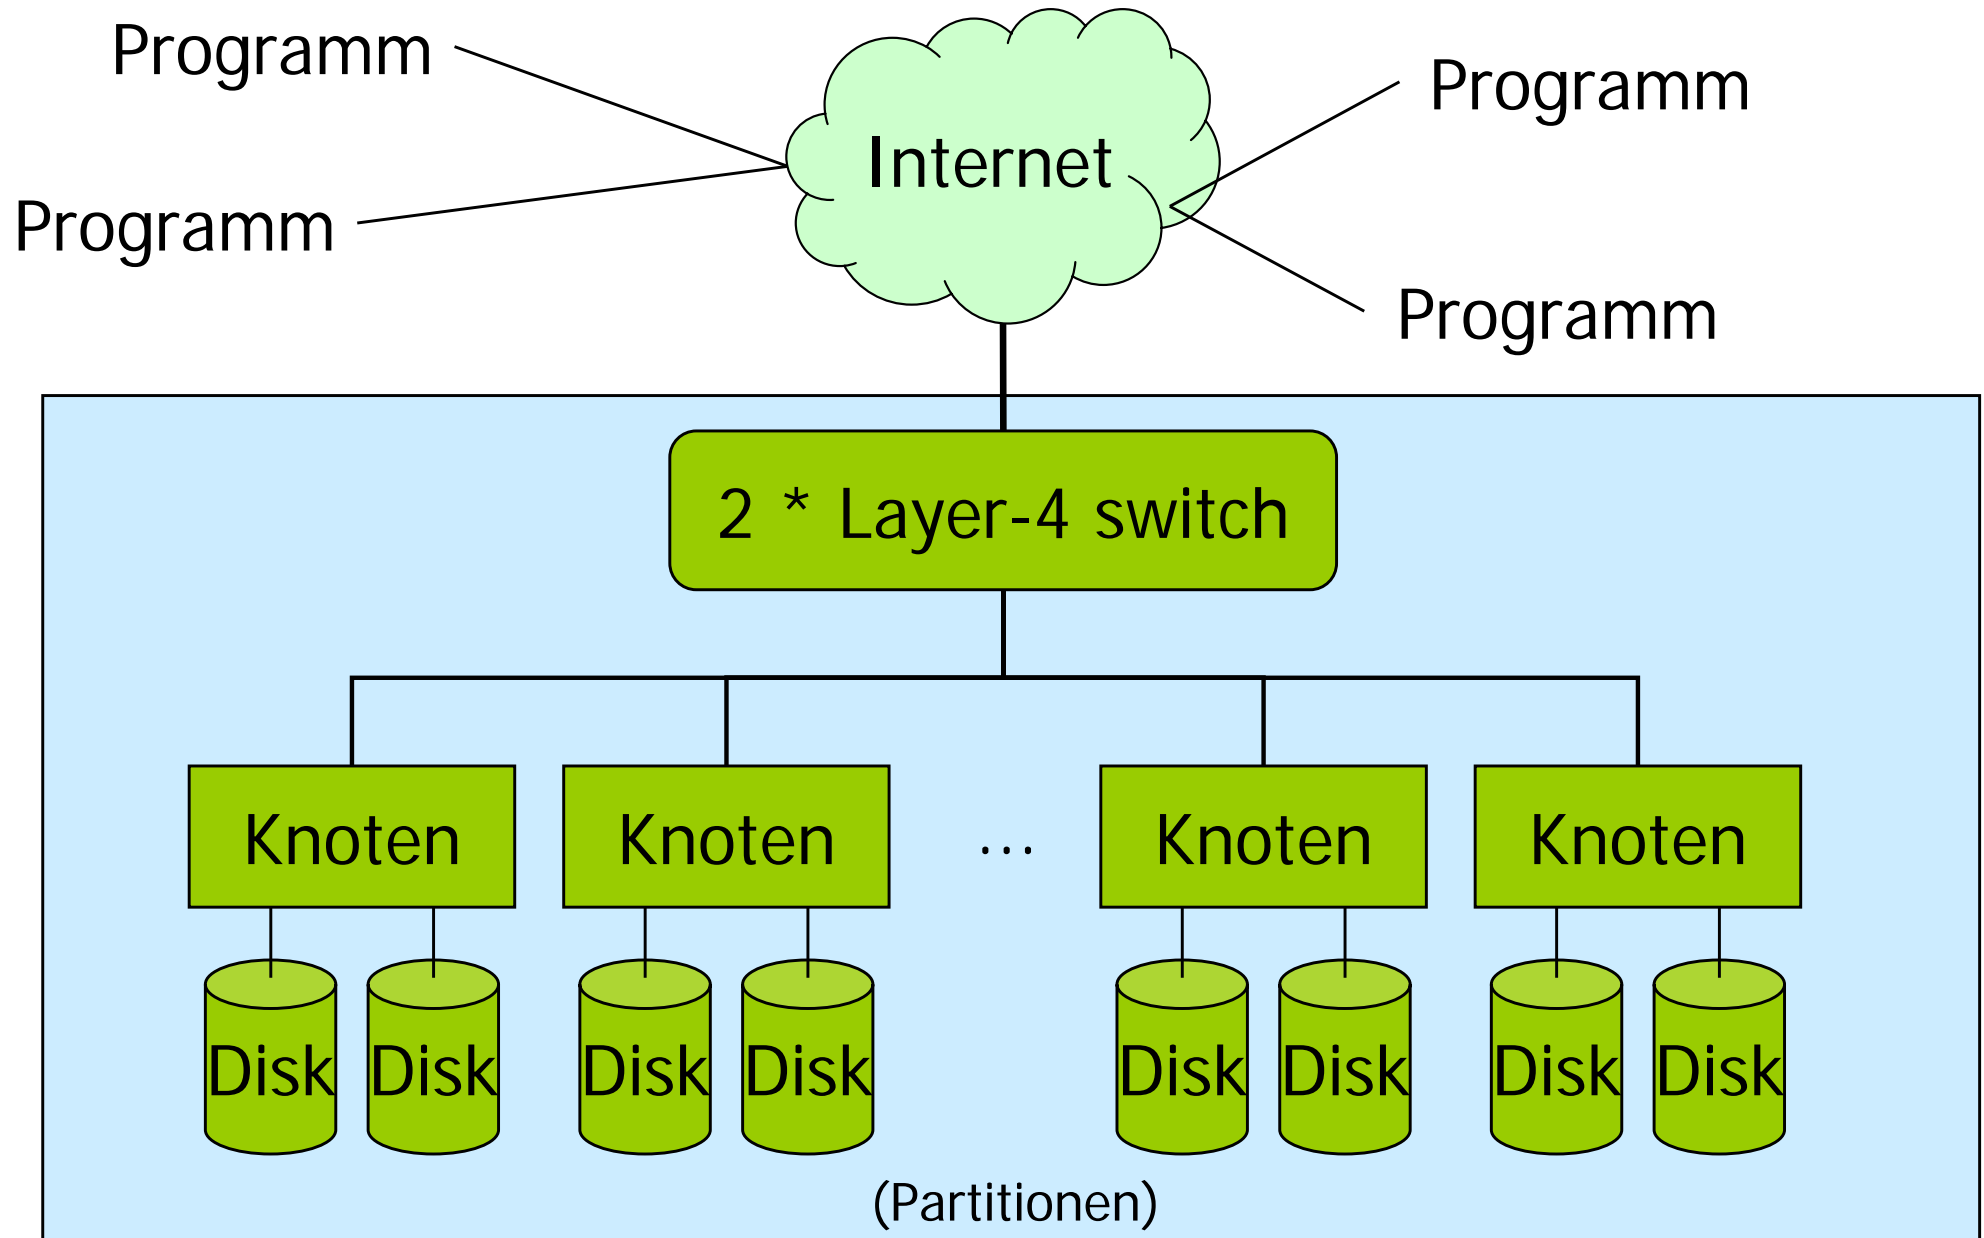 Programm
Programm
Programm
Internet
Programm
2 * Layer-4 switch
Knoten Knoten ... Knoten Knoten
Disk Disk Disk Disk Disk Disk Disk Disk
(Partitionen)